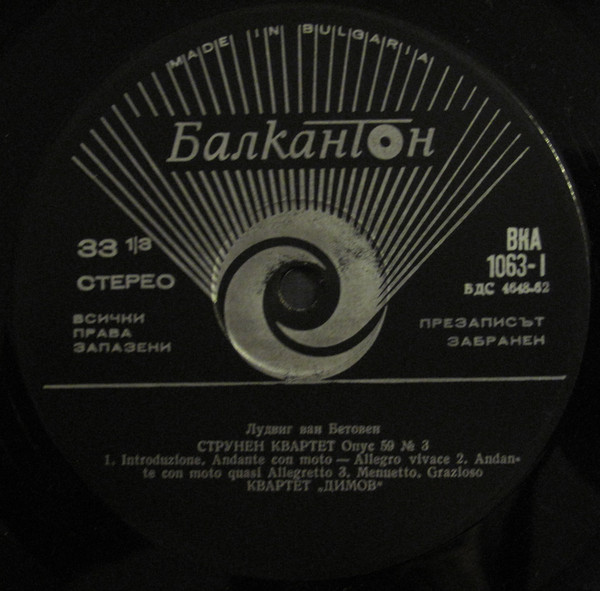 MADE IN BULGARIA
Балкантон
33 1/3
СТЕРЕО
ВСИЧКИ
ПРАВА
ЗАПАЗЕНИ
ВКА
1063-I
БДС 4648-62
ПРЕЗАПИСЪТ
ЗАБРАНЕН
Лудвиг ван Бетовен
СТРУНЕН КВАРТЕТ Опус 59 № 3
1. Introduzione, Andante con moto — Allegro vivace 2. Andan-
te con moto quasi Allegretto 3. Menuetto, Grazioso
КВАРТЕТ „ДИМОВ“